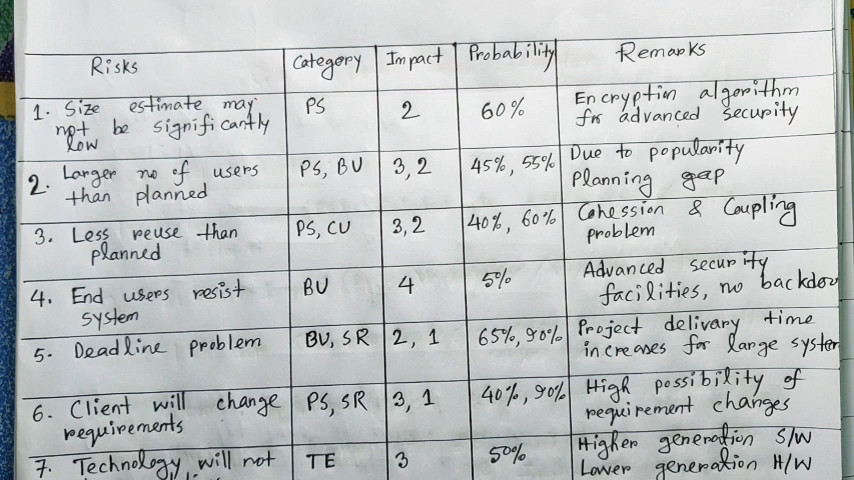 Risks Category Impact Probability Remarks
1. Size estimate may PS 2 60% Encryption algorithm
not be significantly for advanced security
low
2. Larger no of users PS, BU 3, 2 45%, 55% Due to popularity
than planned Planning gap
3. Less reuse than PS, CU 3,2 40%, 60% Cohession & Coupling
planned problem
4. End users resist BU 4 5% Advanced security
system facilities, no backdoo
5. Deadline problem BU, SR 2, 1 65%, 90% Project delivary time
increases for large system
6. Client will change PS, SR 3, 1 40%, 90% High possibility of
requirements requirement changes
7. Technology will not TE 3 50% Higher generation S/W
Lower generation H/W